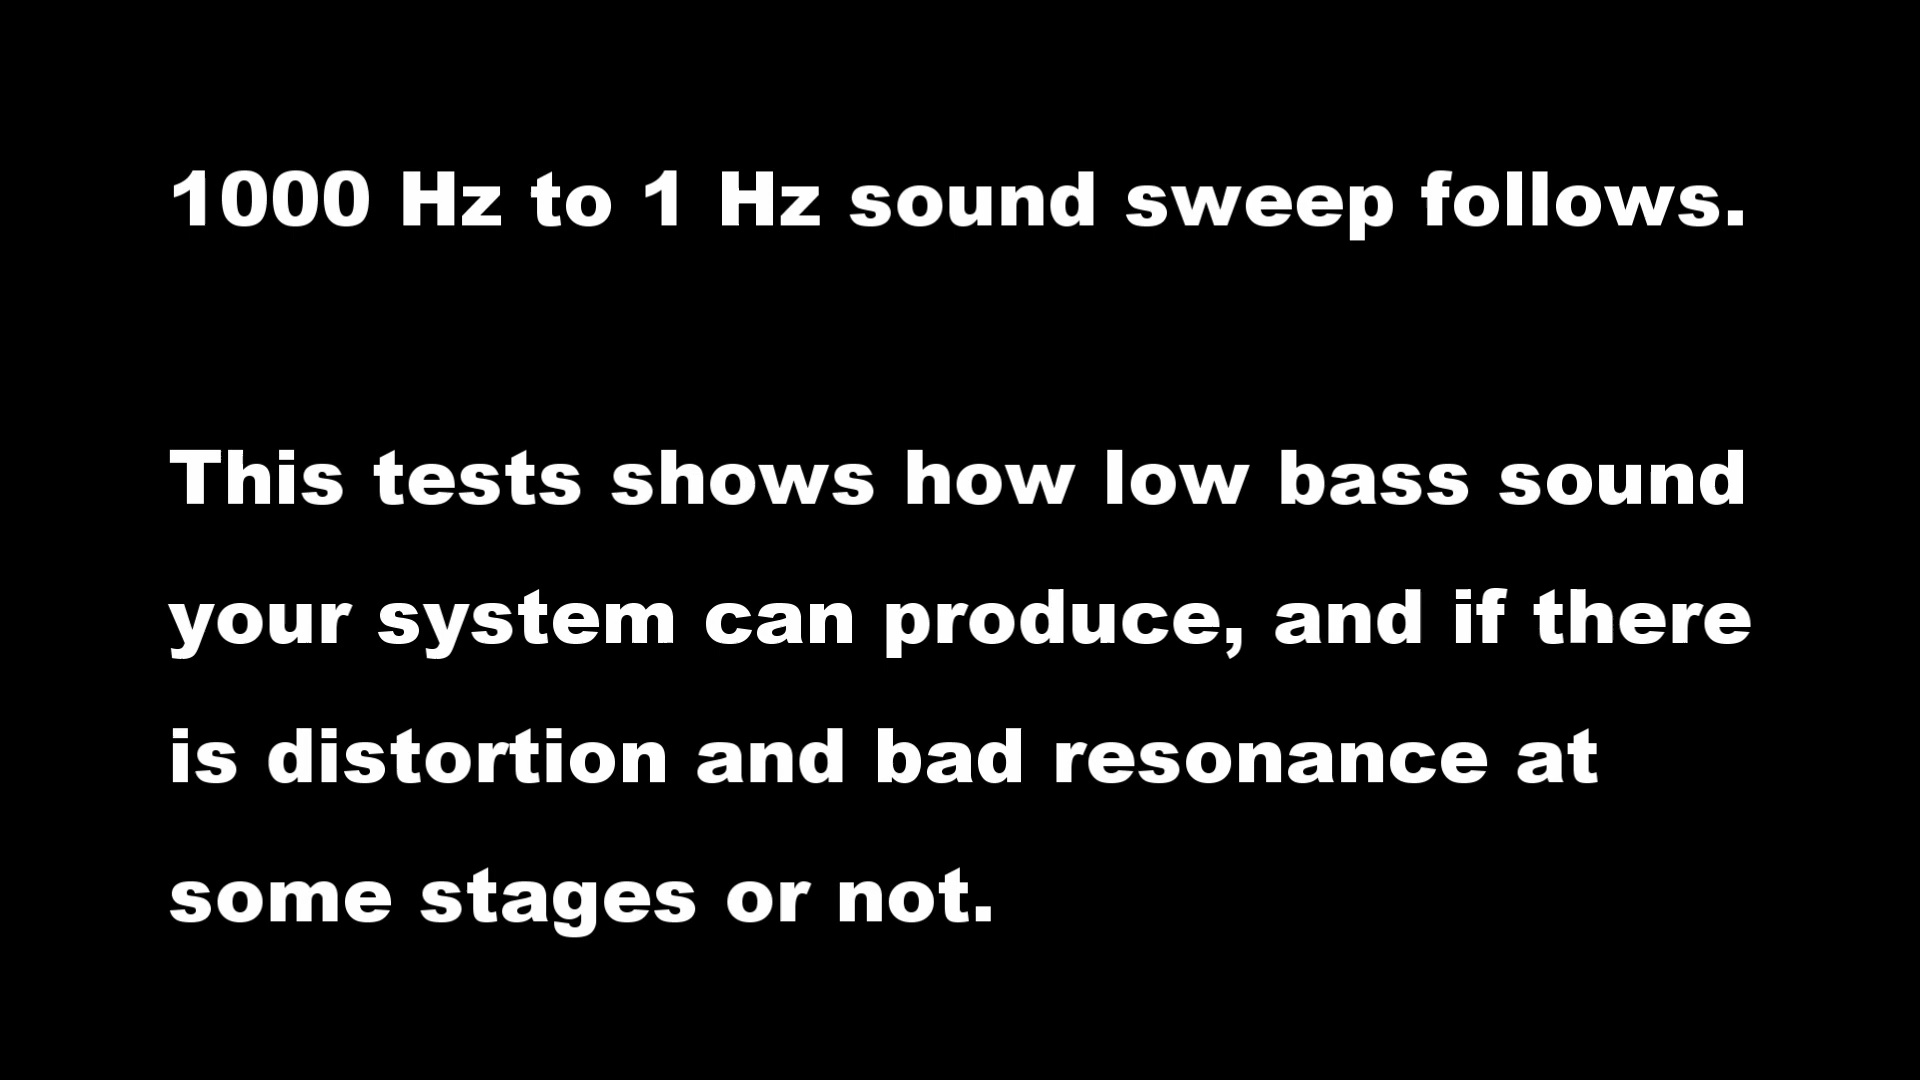 1000 Hz to 1 Hz sound sweep follows.
This tests shows how low bass sound
your system can produce, and if there
is distortion and bad resonance at
some stages or not.